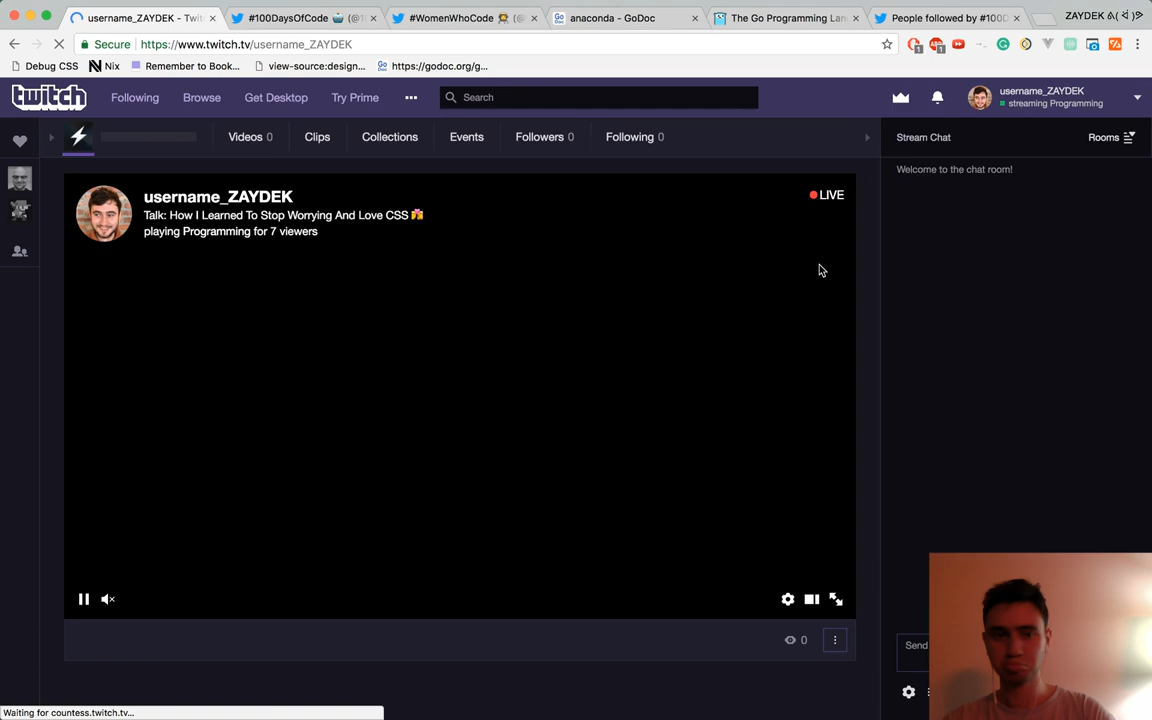 username_ZAYDEK - Twitc
#100DaysOfCode
(@1
#WomenWhoCode
(@
anaconda - GoDoc
The Go Programming Lan
People followed by #100D
ZAYDEK
Secure
https://www.twitch.tv/username_ZAYDEK
Debug CSS
Nix
Remember to Book...
view-source:design...
https://godoc.org/g...
twitch
Following
Browse
Get Desktop
Try Prime
Search
username_ZAYDEK
streaming Programming
Videos 0
Clips
Collections
Events
Followers 0
Following 0
Stream Chat
Rooms
Welcome to the chat room!
username_ZAYDEK
LIVE
Talk: How I Learned To Stop Worrying And Love CSS
playing Programming for 7 viewers
0
Send
Waiting for countess.twitch.tv...